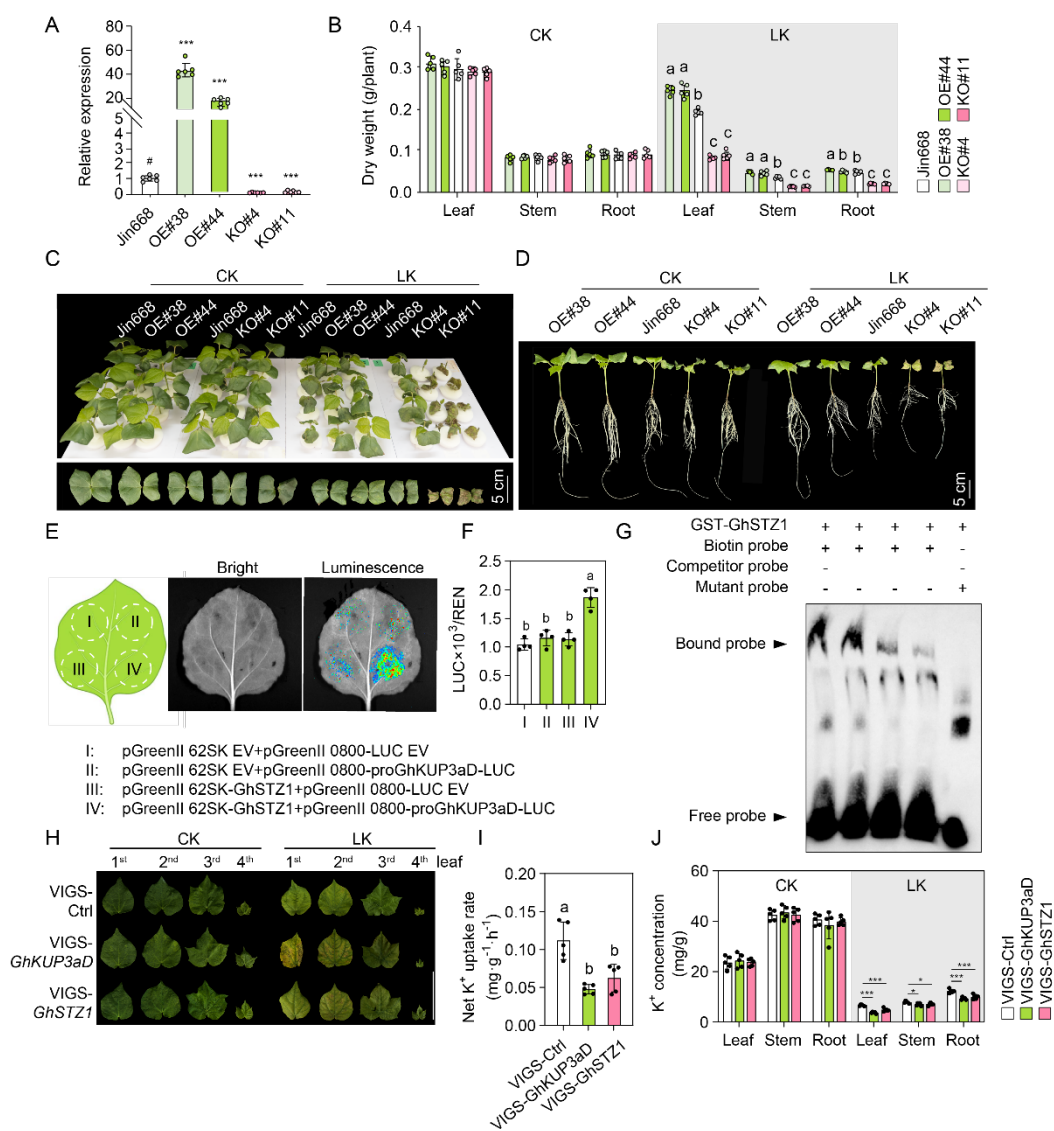 A
Relative expression
80
60
40
20
5
4
3
2
1
0
#
***
***
***
***
Jin668
OE#38
OE#44
KO#4
KO#11
B
CK
LK
Dry weight (g/plant)
0.4
0.3
0.2
0.1
0.0
a a b c c
a a b c c
a b b c c
Leaf Stem Root Leaf Stem Root
Jin668
OE#38
OE#44
KO#4
KO#11
C
CK LK
Jin668 OE#38 OE#44 Jin668 KO#4 KO#11 Jin668 OE#38 OE#44 Jin668 KO#4 KO#11
5 cm
D
CK LK
OE#38 OE#44 Jin668 KO#4 KO#11 OE#38 OE#44 Jin668 KO#4 KO#11
5 cm
E
Bright Luminescence
I II
III IV
F
LUC×10³/REN
2.5
2.0
1.5
1.0
0.5
0.0
b b b a
I II III IV
I: pGreenII 62SK EV+pGreenII 0800-LUC EV
II: pGreenII 62SK EV+pGreenII 0800-proGhKUP3aD-LUC
III: pGreenII 62SK-GhSTZ1+pGreenII 0800-LUC EV
IV: pGreenII 62SK-GhSTZ1+pGreenII 0800-proGhKUP3aD-LUC
G
GST-GhSTZ1 + + + + +
Biotin probe + + + + -
Competitor probe -
Mutant probe - - - - +
Bound probe ►
Free probe ►
H
CK LK
1st 2nd 3rd 4th 1st 2nd 3rd 4th leaf
VIGS-
Ctrl
VIGS-
GhKUP3aD
VIGS-
GhSTZ1
I
Net K⁺ uptake rate
(mg·g⁻¹·h⁻¹)
0.20
0.15
0.10
0.05
0.00
a b b
VIGS-Ctrl
VIGS-GhKUP3aD
VIGS-GhSTZ1
J
CK LK
K⁺ concentration
(mg/g)
60
40
20
0
***
***
*
*
***
***
Leaf Stem Root Leaf Stem Root
VIGS-Ctrl
VIGS-GhKUP3aD
VIGS-GhSTZ1